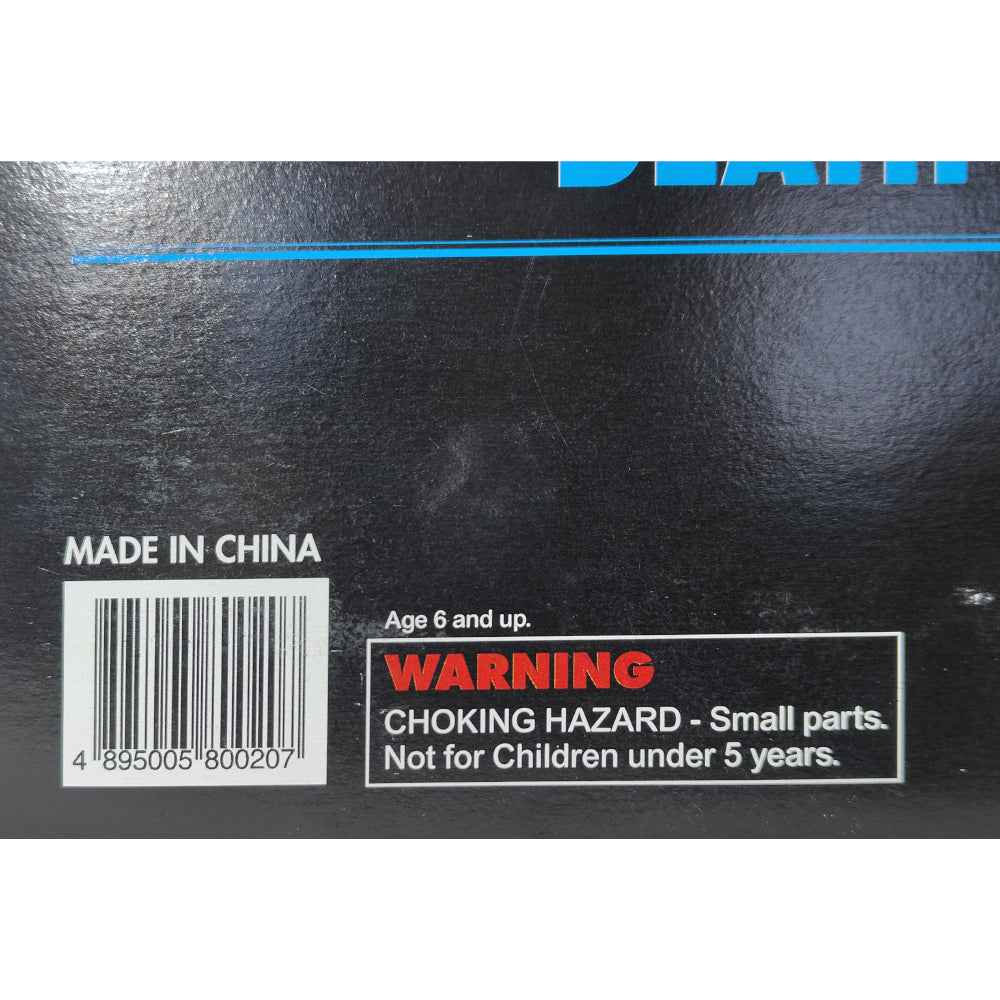 MADE IN CHINA
4 895005 800207
Age 6 and up.
WARNING
CHOKING HAZARD - Small parts.
Not for Children under 5 years.